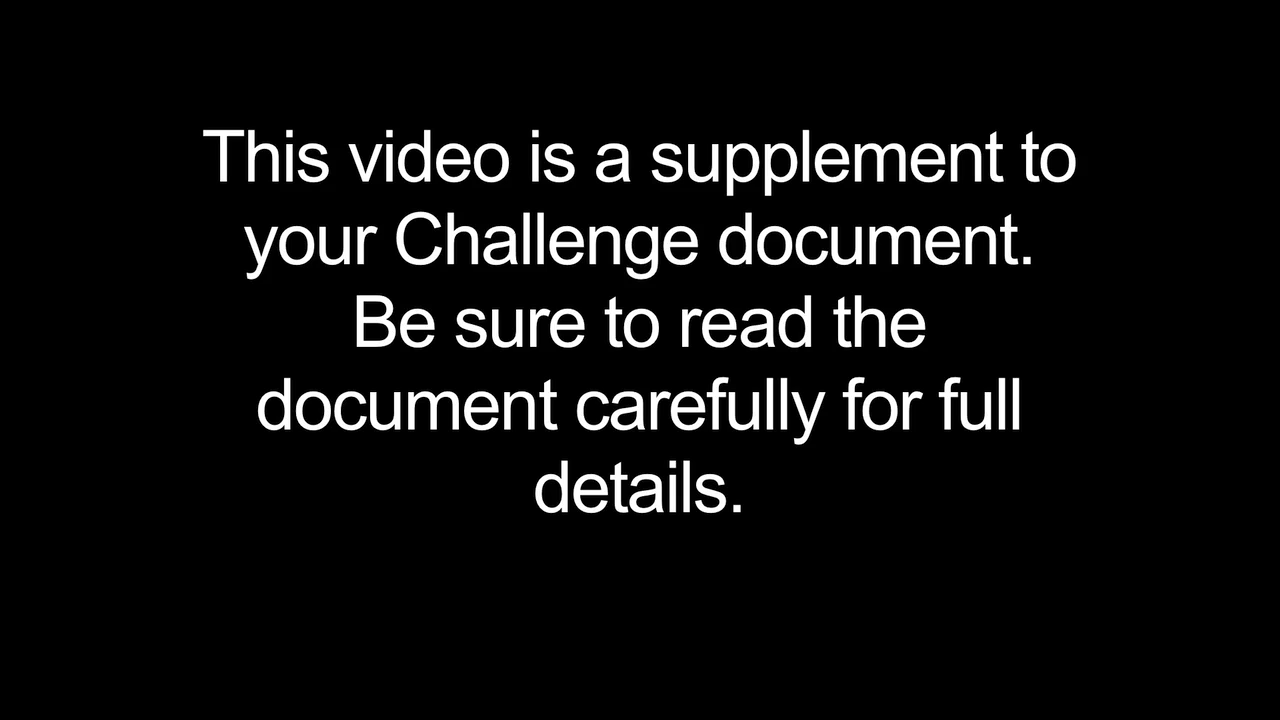 This video is a supplement to
your Challenge document.
Be sure to read the
document carefully for full
details.